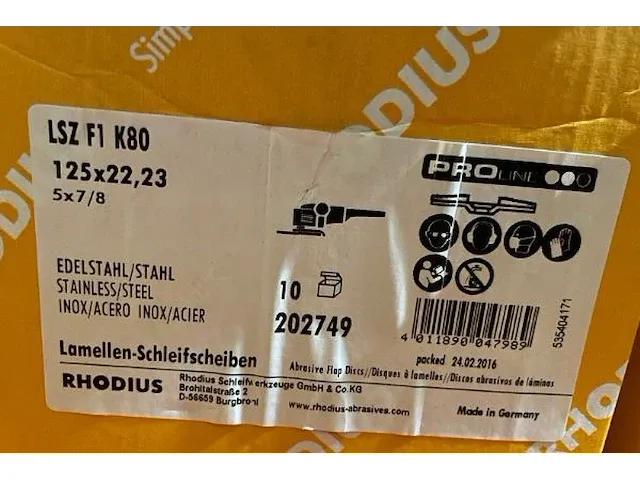 Simp
RHODIUS
LSZ F1 K80
125x22,23
5x7/8
PROLINE
EDELSTAHL/STAHL
STAINLESS/STEEL
INOX/ACERO INOX/ACIER
10
202749
4 011890 047989
535404171
packed 24.02.2016
Lamellen-Schleifscheiben
Abrasive Flap Discs//Disques à lamelles//Discos abrasivos de láminas
RHODIUS
Rhodius Schleifwerkzeuge GmbH & Co.KG
Brohltalstraße 2
D-56659 Burgbrohl
www.rhodius-abrasives.com
Made in Germany
RHO